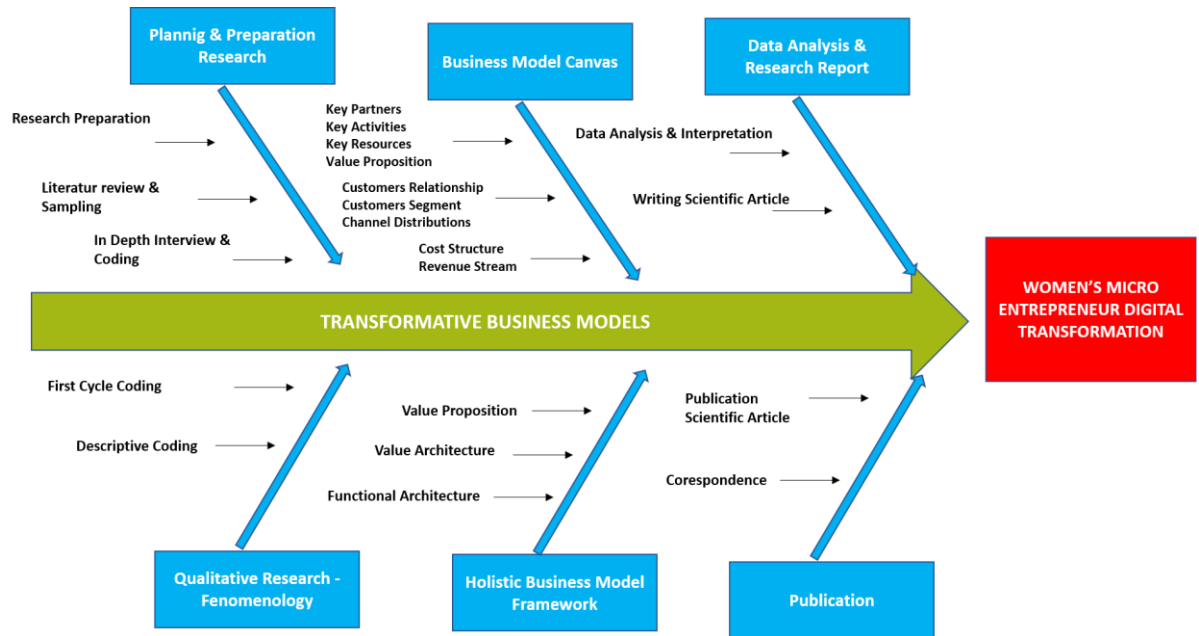 Plannig & Preparation
Research
Business Model Canvas
Data Analysis &
Research Report
Research Preparation
Literatur review &
Sampling
In Depth Interview &
Coding
Key Partners
Key Activities
Key Resources
Value Proposition
Customers Relationship
Customers Segment
Channel Distributions
Cost Structure
Revenue Stream
Data Analysis & Interpretation
Writing Scientific Article
TRANSFORMATIVE BUSINESS MODELS
WOMEN'S MICRO
ENTREPRENEUR DIGITAL
TRANSFORMATION
First Cycle Coding
Descriptive Coding
Value Proposition
Value Architecture
Functional Architecture
Publication
Scientific Article
Corespondence
Qualitative Research -
Fenomenology
Holistic Business Model
Framework
Publication